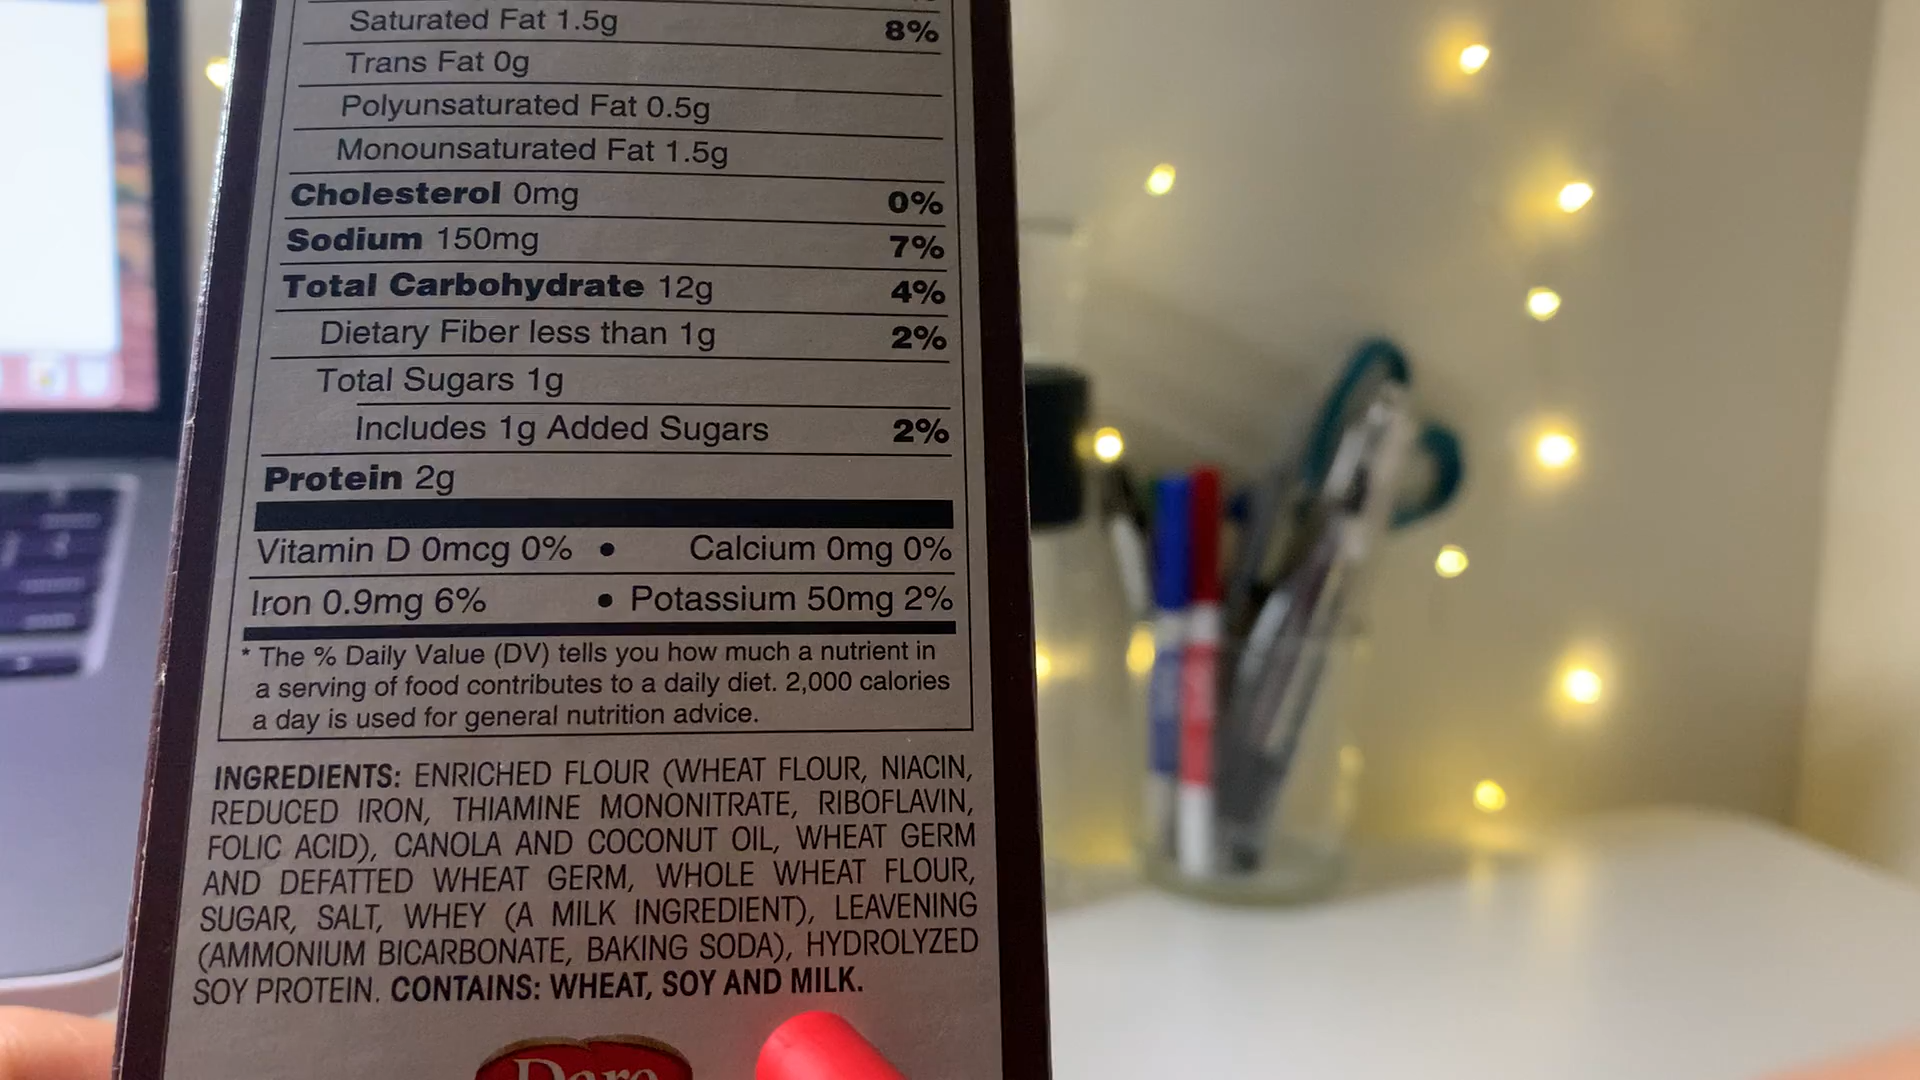 Saturated Fat 1.5g 8%
Trans Fat 0g
Polyunsaturated Fat 0.5g
Monounsaturated Fat 1.5g
Cholesterol 0mg 0%
Sodium 150mg 7%
Total Carbohydrate 12g 4%
Dietary Fiber less than 1g 2%
Total Sugars 1g
Includes 1g Added Sugars 2%
Protein 2g
Vitamin D 0mcg 0% • Calcium 0mg 0%
Iron 0.9mg 6% • Potassium 50mg 2%
* The % Daily Value (DV) tells you how much a nutrient in
a serving of food contributes to a daily diet. 2,000 calories
a day is used for general nutrition advice.
INGREDIENTS: ENRICHED FLOUR (WHEAT FLOUR, NIACIN,
REDUCED IRON, THIAMINE MONONITRATE, RIBOFLAVIN,
FOLIC ACID), CANOLA AND COCONUT OIL, WHEAT GERM
AND DEFATTED WHEAT GERM, WHOLE WHEAT FLOUR,
SUGAR, SALT, WHEY (A MILK INGREDIENT), LEAVENING
(AMMONIUM BICARBONATE, BAKING SODA), HYDROLYZED
SOY PROTEIN. CONTAINS: WHEAT, SOY AND MILK.
Dare